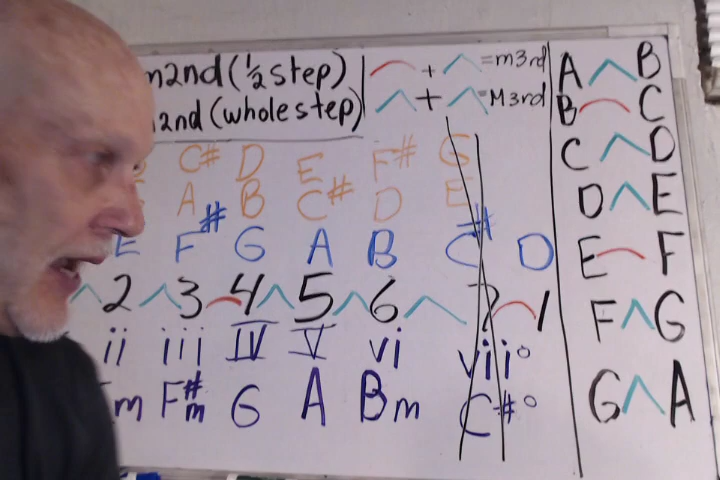 m2nd (½ step)
2nd (whole step)
+ = m3rd
+ = M3rd
C# D E F# G
A B C# D E
E F# G A B C# D
2 3 4 5 6 7 1
ii iii IV V vi vii°
m F#m G A Bm C#°
A B
B C
C D
D E
E F
F G
G A